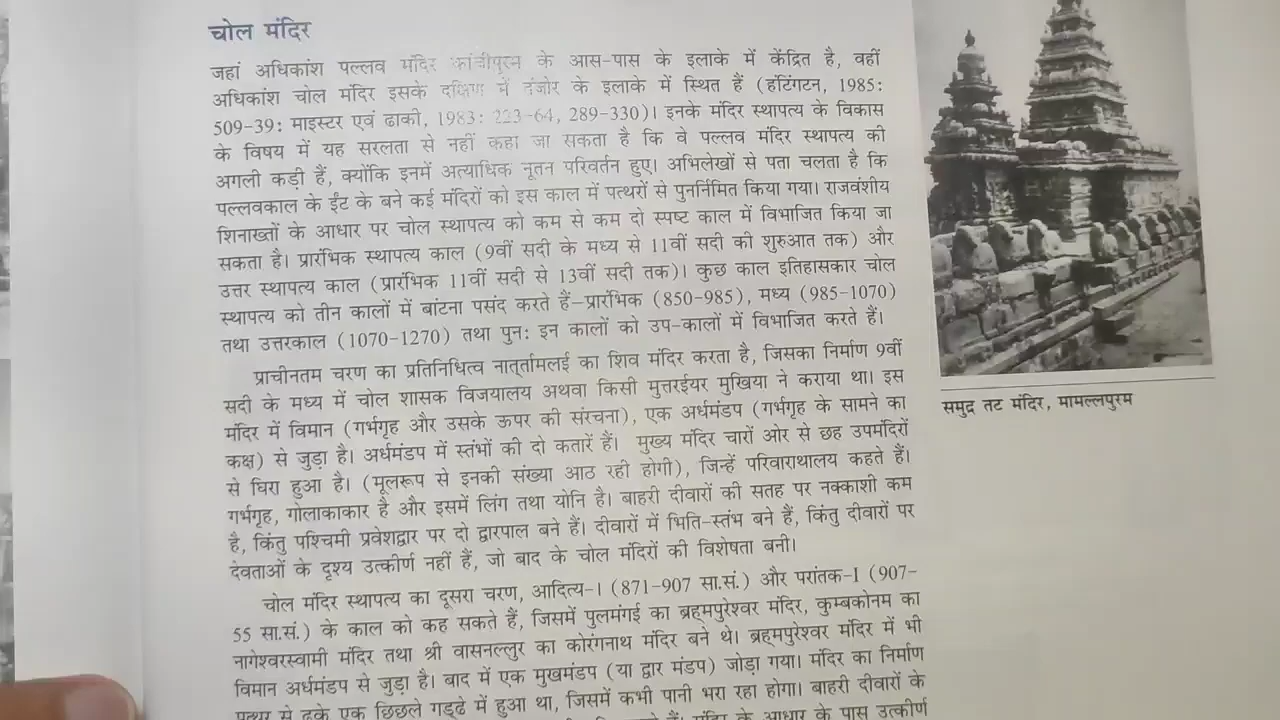 चोल मंदिर
जहां अधिकांश पल्लव मंदिर कांचीपुरम के आस-पास के इलाके में केंद्रित है, वहीं
अधिकांश चोल मंदिर इसके दक्षिण में तंजोर के इलाके में स्थित हैं (हंटिंगटन, 1985:
509-39: माइस्टर एवं ढाकी, 1983: 223-64, 289-330)। इनके मंदिर स्थापत्य के विकास
के विषय में यह सरलता से नहीं कहा जा सकता है कि वे पल्लव मंदिर स्थापत्य की
अगली कड़ी हैं, क्योंकि इनमें अत्याधिक नूतन परिवर्तन हुए। अभिलेखों से पता चलता है कि
पल्लवकाल के ईंट के बने कई मंदिरों को इस काल में पत्थरों से पुनर्निमित किया गया। राजवंशीय
शिनाख्तों के आधार पर चोल स्थापत्य को कम से कम दो स्पष्ट काल में विभाजित किया जा
सकता है। प्रारंभिक स्थापत्य काल (9वीं सदी के मध्य से 11वीं सदी की शुरुआत तक) और
उत्तर स्थापत्य काल (प्रारंभिक 11वीं सदी से 13वीं सदी तक)। कुछ काल इतिहासकार चोल
स्थापत्य को तीन कालों में बांटना पसंद करते हैं–प्रारंभिक (850-985), मध्य (985-1070)
तथा उत्तरकाल (1070-1270) तथा पुन: इन कालों को उप-कालों में विभाजित करते हैं।
प्राचीनतम चरण का प्रतिनिधित्व नार्त्तामलई का शिव मंदिर करता है, जिसका निर्माण 9वीं
सदी के मध्य में चोल शासक विजयालय अथवा किसी मुत्तरईयर मुखिया ने कराया था। इस
मंदिर में विमान (गर्भगृह और उसके ऊपर की संरचना), एक अर्धमंडप (गर्भगृह के सामने का
कक्ष) से जुड़ा है। अर्धमंडप में स्तंभों की दो कतारें हैं। मुख्य मंदिर चारों ओर से छह उपमंदिरों
से घिरा हुआ है। (मूलरूप से इनकी संख्या आठ रही होगी), जिन्हें परिवाराथालय कहते हैं।
गर्भगृह, गोलाकाकार है और इसमें लिंग तथा योनि है। बाहरी दीवारों की सतह पर नक्काशी कम
है, किंतु पश्चिमी प्रवेशद्वार पर दो द्वारपाल बने हैं। दीवारों में भिति-स्तंभ बने हैं, किंतु दीवारों पर
देवताओं के दृश्य उत्कीर्ण नहीं हैं, जो बाद के चोल मंदिरों की विशेषता बनी।
चोल मंदिर स्थापत्य का दूसरा चरण, आदित्य-I (871-907 सा.सं.) और परांतक-I (907-
55 सा.सं.) के काल को कह सकते हैं, जिसमें पुलमंगई का ब्रह्मपुरेश्वर मंदिर, कुम्बकोनम का
नागेश्वरस्वामी मंदिर तथा श्री वासनल्लुर का कोरंगनाथ मंदिर बने थे। ब्रह्मपुरेश्वर मंदिर में भी
विमान अर्धमंडप से जुड़ा है। बाद में एक मुखमंडप (या द्वार मंडप) जोड़ा गया। मंदिर का निर्माण
पत्थर से ढके एक छिछले गड्ढे में हुआ था, जिसमें कभी पानी भरा रहा होगा। बाहरी दीवारों के
हैं। मंदिर के आधार के पास उत्कीर्ण
समुद्र तट मंदिर, मामल्लपुरम